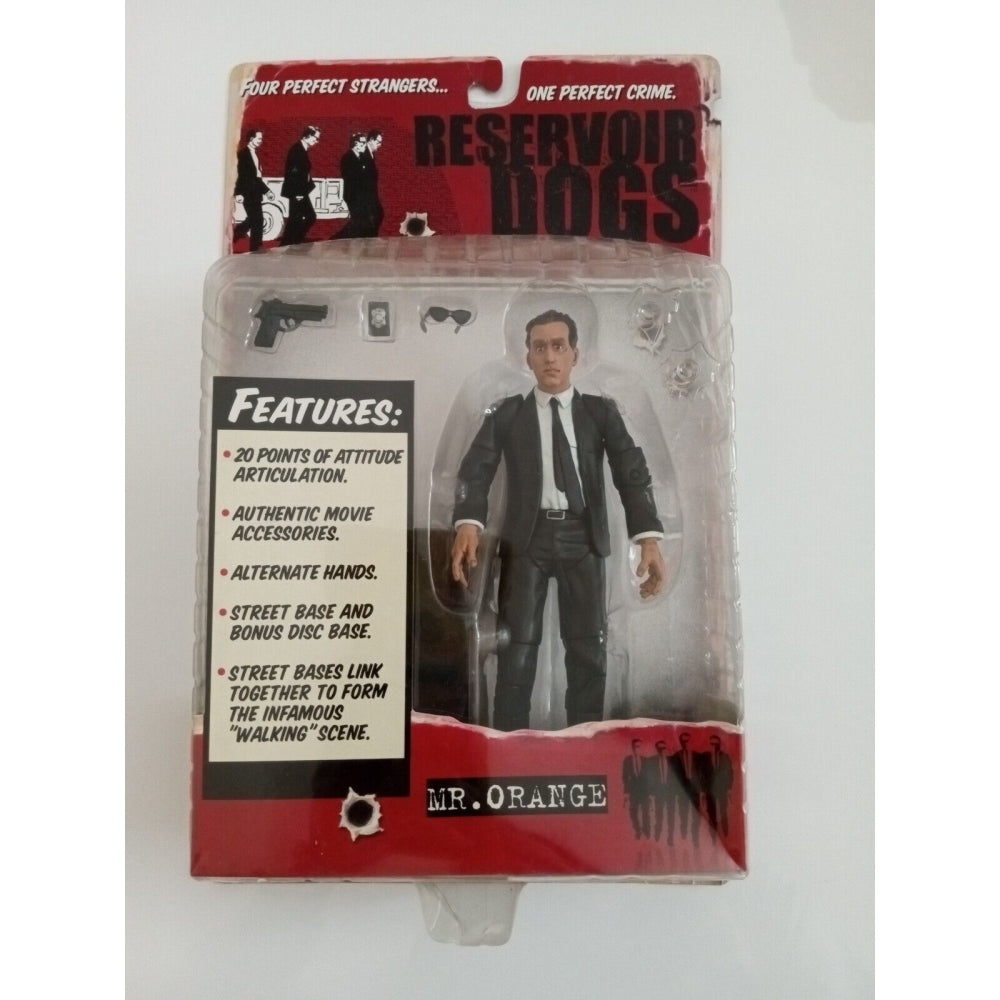 FOUR PERFECT STRANGERS...
ONE PERFECT CRIME.
RESERVOIR
DOGS
FEATURES:
• 20 POINTS OF ATTITUDE
ARTICULATION.
• AUTHENTIC MOVIE
ACCESSORIES.
• ALTERNATE HANDS.
• STREET BASE AND
BONUS DISC BASE.
• STREET BASES LINK
TOGETHER TO FORM
THE INFAMOUS
"WALKING" SCENE.
MR. ORANGE